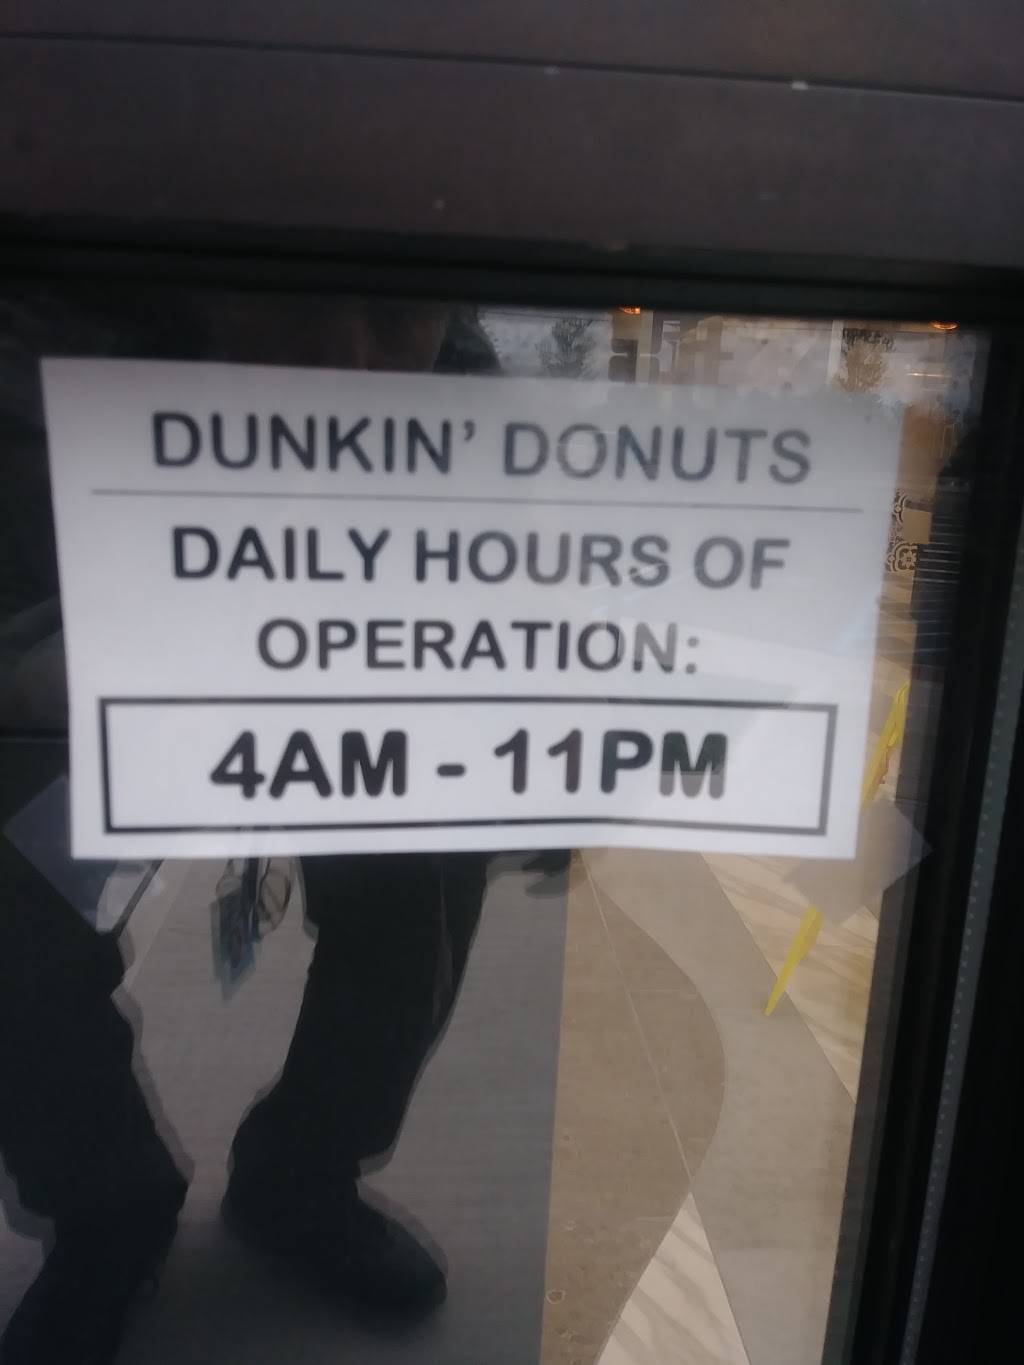 DUNKIN' DONUTS
DAILY HOURS OF
OPERATION:
4AM - 11PM